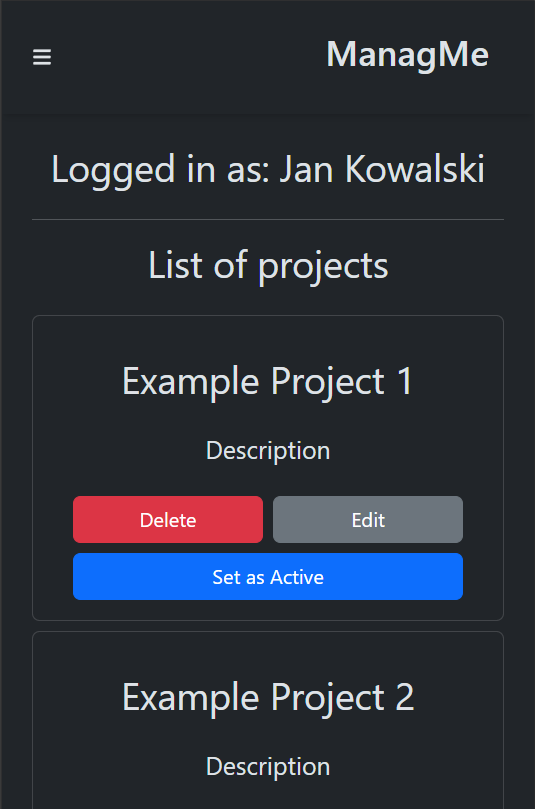 ManagMe
Logged in as: Jan Kowalski
List of projects
Example Project 1
Description
Delete Edit
Set as Active
Example Project 2
Description